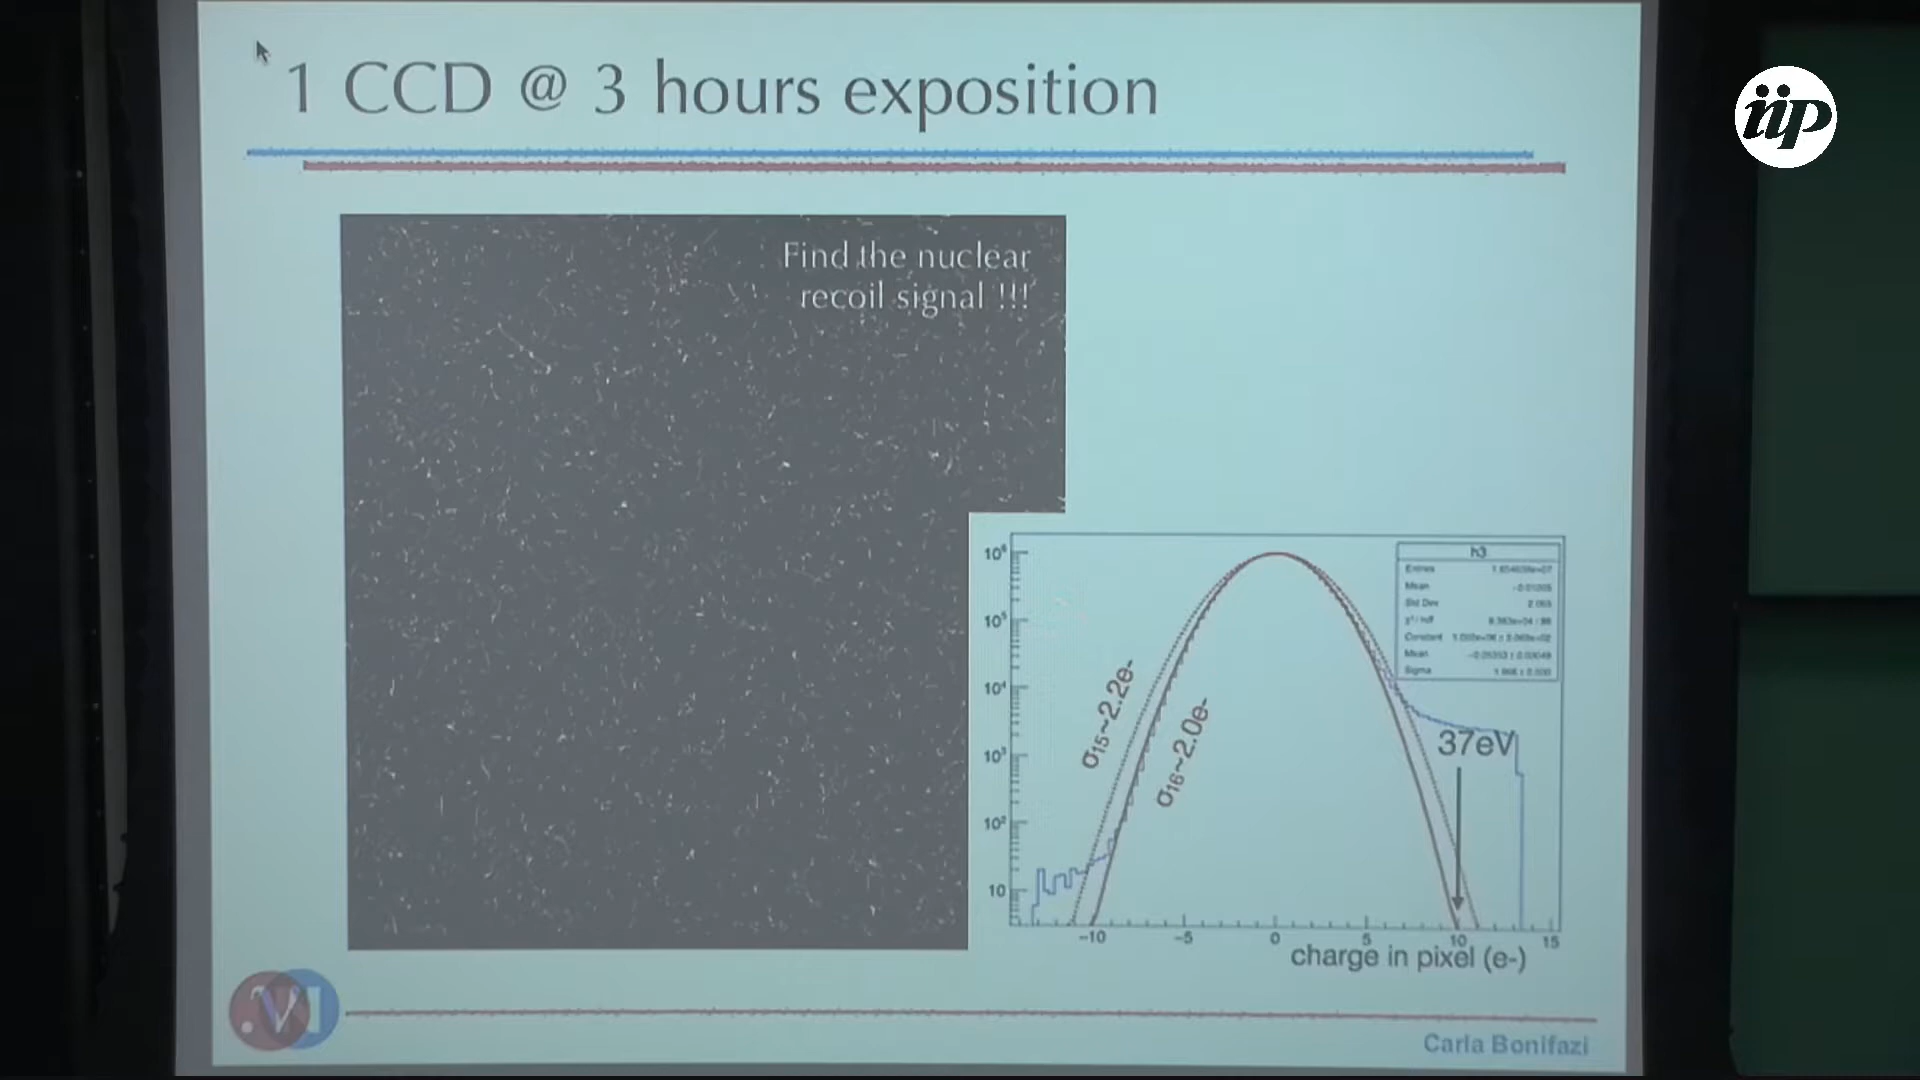 1 CCD @ 3 hours exposition
iip
Find the nuclear
recoil signal !!!
h3
Entries
Mean
Std Dev 2.065
Constant
Mean
Sigma
10⁶
10⁵
10⁴
10³
10²
10
σ15~2.2e-
σ16~2.0e-
37eV
-10 -5 0 5 10 15
charge in pixel (e-)
Carla Bonifazi